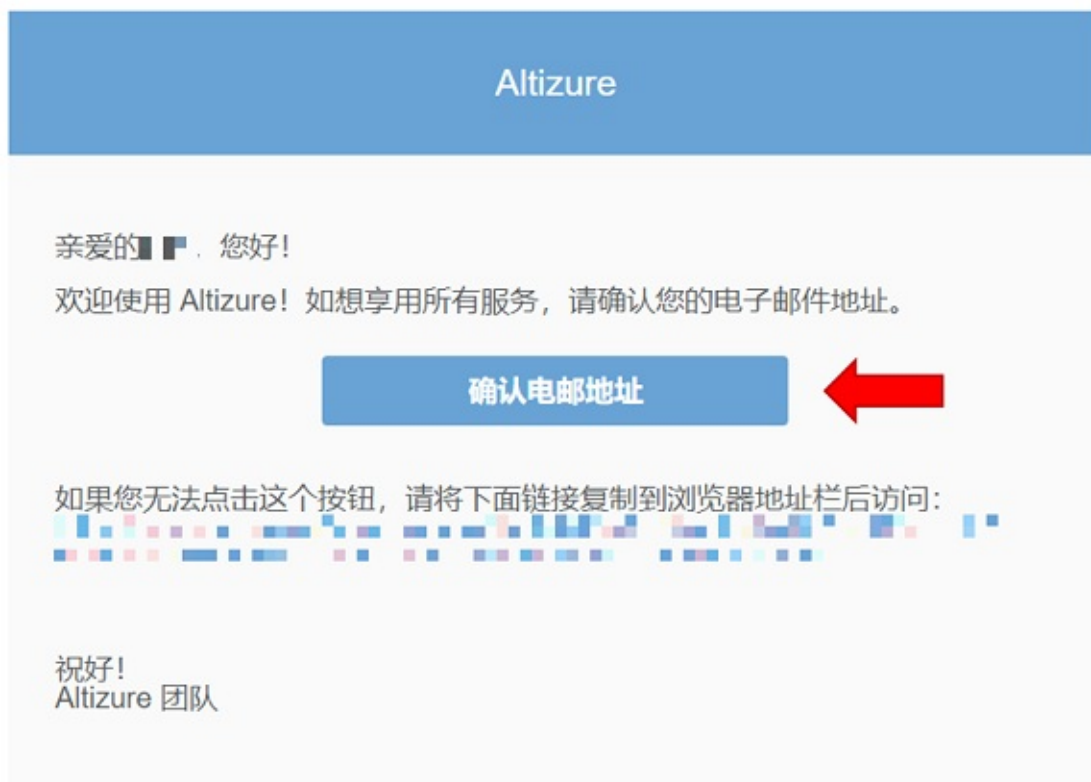 Altizure
亲爱的 ，您好！
欢迎使用 Altizure！如想享用所有服务，请确认您的电子邮件地址。
确认电邮地址
如果您无法点击这个按钮，请将下面链接复制到浏览器地址栏后访问：
祝好！
Altizure 团队